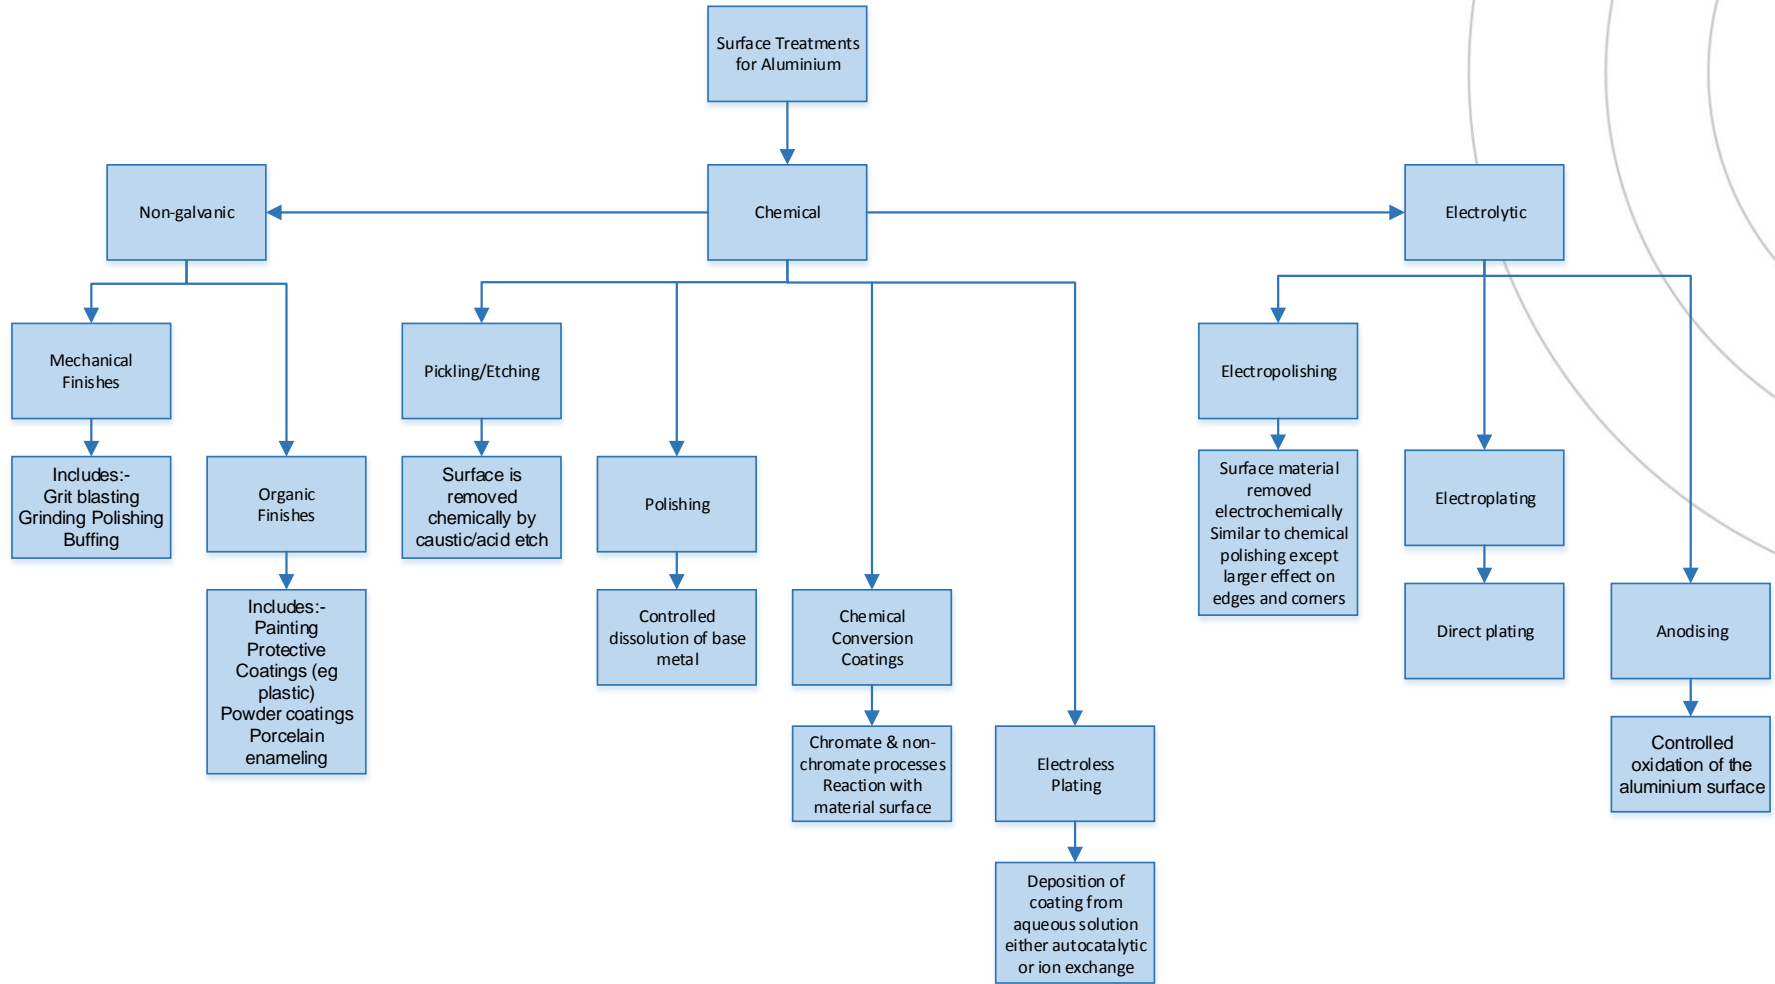 Surface Treatments
for Aluminium
Non-galvanic
Chemical
Electrolytic
Mechanical
Finishes
Pickling/Etching
Electropolishing
Includes:-
Grit blasting
Grinding Polishing
Buffing
Organic
Finishes
Surface is
removed
chemically by
caustic/acid etch
Polishing
Surface material
removed
electrochemically
Similar to chemical
polishing except
larger effect on
edges and corners
Electroplating
Includes:-
Painting
Protective
Coatings (eg
plastic)
Powder coatings
Porcelain
enameling
Controlled
dissolution of base
metal
Chemical
Conversion
Coatings
Direct plating
Anodising
Chromate & non-
chromate processes
Reaction with
material surface
Electroless
Plating
Controlled
oxidation of the
aluminium surface
Deposition of
coating from
aqueous solution
either autocatalytic
or ion exchange